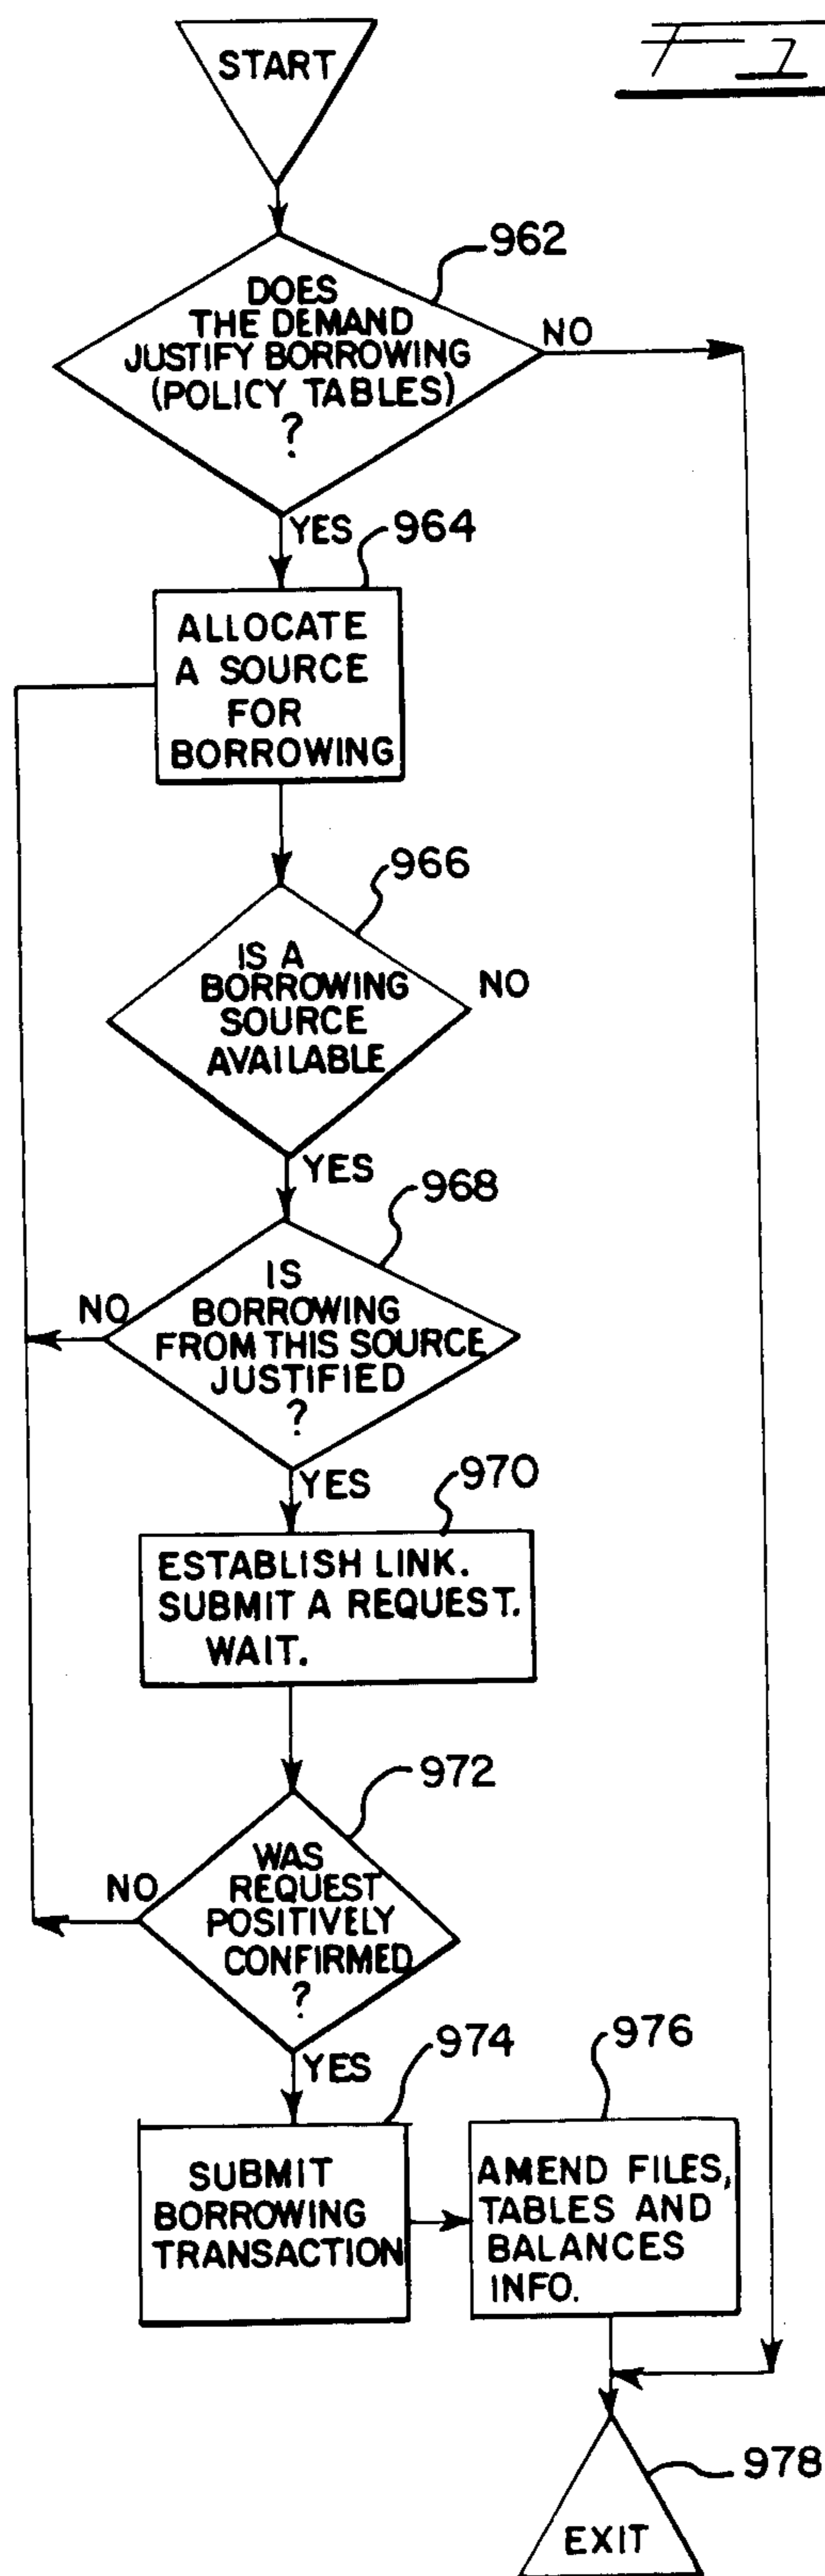 START
962
DOES
THE DEMAND
JUSTIFY BORROWING
(POLICY TABLES)
?
NO
YES
964
ALLOCATE
A SOURCE
FOR
BORROWING
966
IS A
BORROWING
SOURCE
AVAILABLE
NO
YES
968
IS
BORROWING
FROM THIS SOURCE
JUSTIFIED
?
NO
YES
970
ESTABLISH LINK.
SUBMIT A REQUEST.
WAIT.
972
WAS
REQUEST
POSITIVELY
CONFIRMED
?
NO
YES
974
SUBMIT
BORROWING
TRANSACTION
976
AMEND FILES,
TABLES AND
BALANCES
INFO.
978
EXIT